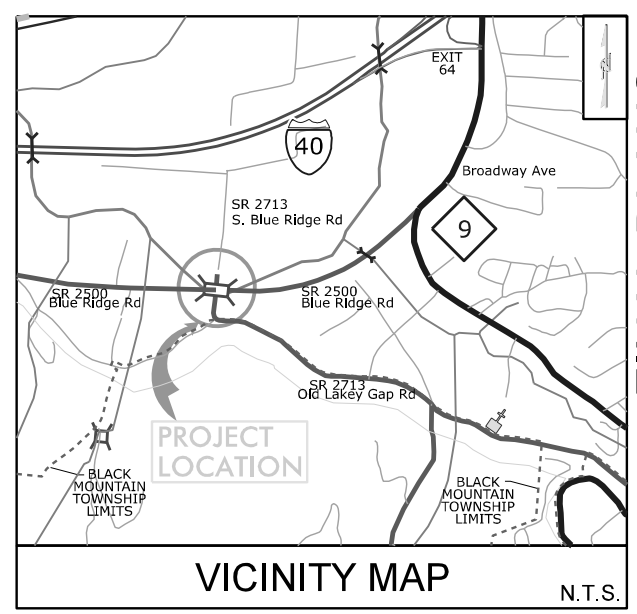 EXIT
64
40
Broadway Ave
SR 2713
S. Blue Ridge Rd
9
SR 2500
Blue Ridge Rd
SR 2500
Blue Ridge Rd
SR 2713
Old Lakey Gap Rd
PROJECT
LOCATION
BLACK
MOUNTAIN
TOWNSHIP
LIMITS
BLACK
MOUNTAIN
TOWNSHIP
LIMITS
VICINITY MAP
N.T.S.